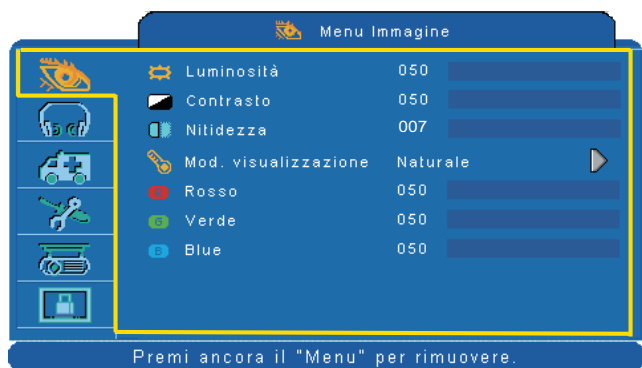 Menu Immagine
Luminosità 050
Contrasto 050
Nitidezza 007
Mod. visualizzazione Naturale
R Rosso 050
G Verde 050
B Blue 050
Premi ancora il "Menu" per rimuovere.